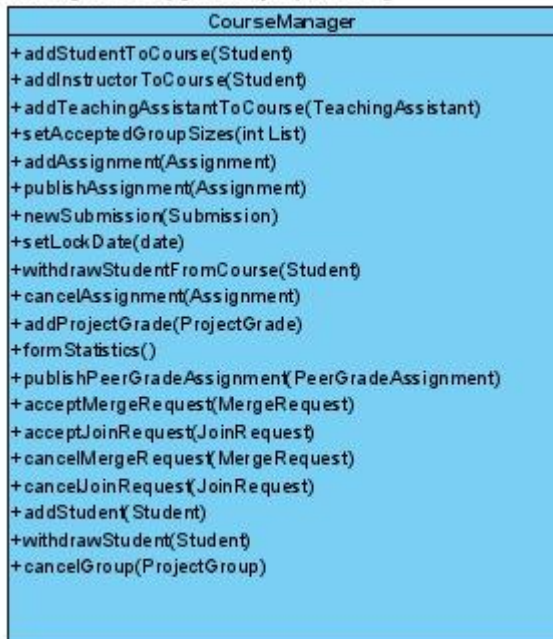 CourseManager
+addStudentToCourse(Student)
+addInstructorToCourse(Student)
+addTeachingAssistantToCourse(TeachingAssistant)
+setAcceptedGroupSizes(int List)
+addAssignment(Assignment)
+publishAssignment(Assignment)
+newSubmission(Submission)
+setLockDate(date)
+withdrawStudentFromCourse(Student)
+cancelAssignment(Assignment)
+addProjectGrade(ProjectGrade)
+formStatistics()
+publishPeerGradeAssignment(PeerGradeAssignment)
+acceptMergeRequest(MergeRequest)
+acceptJoinRequest(JoinRequest)
+cancelMergeRequest(MergeRequest)
+cancelJoinRequest(JoinRequest)
+addStudent(Student)
+withdrawStudent(Student)
+cancelGroup(ProjectGroup)